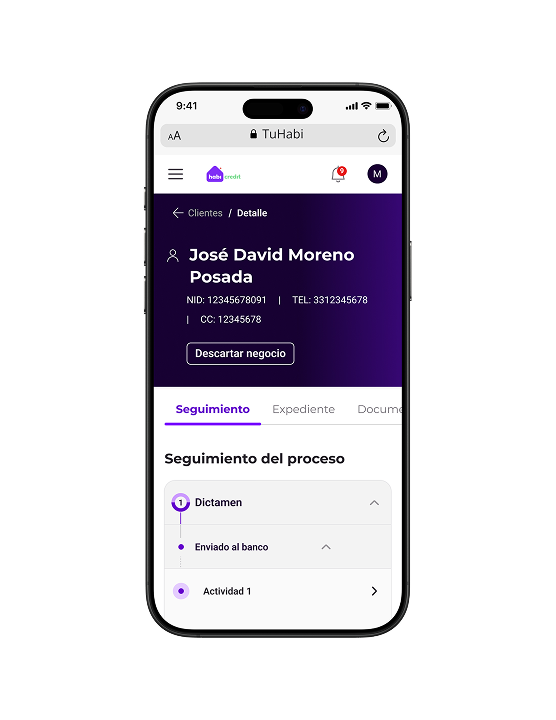 9:41
AA TuHabi
habi credit
9
M
Clientes / Detalle
José David Moreno
Posada
NID: 12345678091 | TEL: 3312345678
| CC: 12345678
Descartar negocio
Seguimiento Expediente Docume
Seguimiento del proceso
1 Dictamen
Enviado al banco
Actividad 1